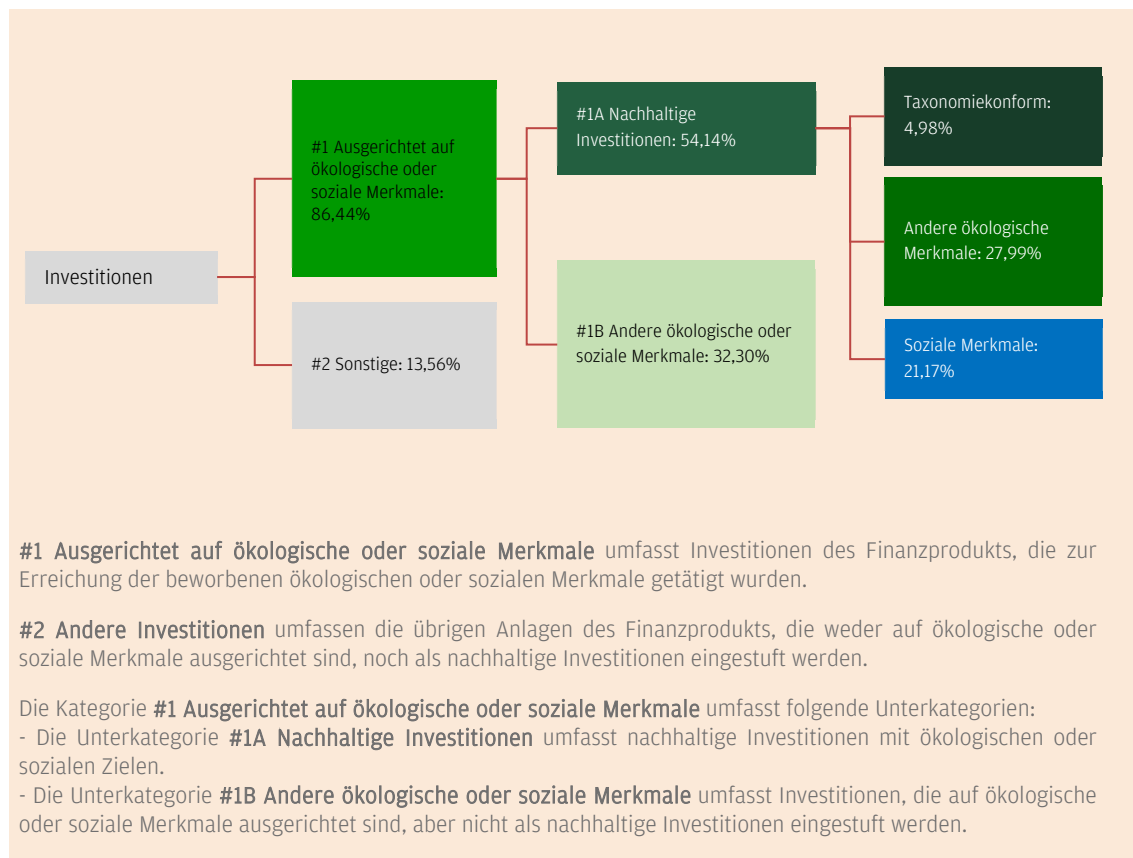 Investitionen
#1 Ausgerichtet auf
ökologische oder
soziale Merkmale:
86,44%
#2 Sonstige: 13,56%
#1A Nachhaltige
Investitionen: 54,14%
#1B Andere ökologische oder
soziale Merkmale: 32,30%
Taxonomiekonform:
4,98%
Andere ökologische
Merkmale: 27,99%
Soziale Merkmale:
21,17%
#1 Ausgerichtet auf ökologische oder soziale Merkmale umfasst Investitionen des Finanzprodukts, die zur
Erreichung der beworbenen ökologischen oder sozialen Merkmale getätigt wurden.
#2 Andere Investitionen umfassen die übrigen Anlagen des Finanzprodukts, die weder auf ökologische oder
soziale Merkmale ausgerichtet sind, noch als nachhaltige Investitionen eingestuft werden.
Die Kategorie #1 Ausgerichtet auf ökologische oder soziale Merkmale umfasst folgende Unterkategorien:
- Die Unterkategorie #1A Nachhaltige Investitionen umfasst nachhaltige Investitionen mit ökologischen oder
sozialen Zielen.
- Die Unterkategorie #1B Andere ökologische oder soziale Merkmale umfasst Investitionen, die auf ökologische
oder soziale Merkmale ausgerichtet sind, aber nicht als nachhaltige Investitionen eingestuft werden.